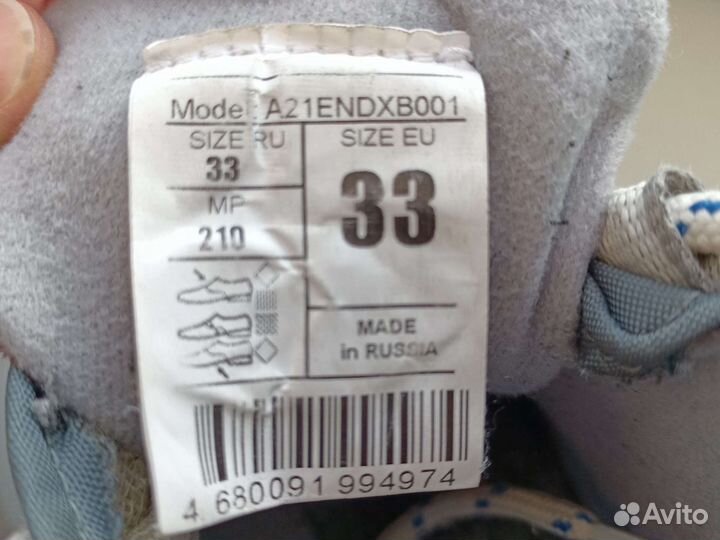 Model: A21ENDXB001
SIZE RU
33
SIZE EU
33
MP
210
MADE
in RUSSIA
4 680091 994974
Avito